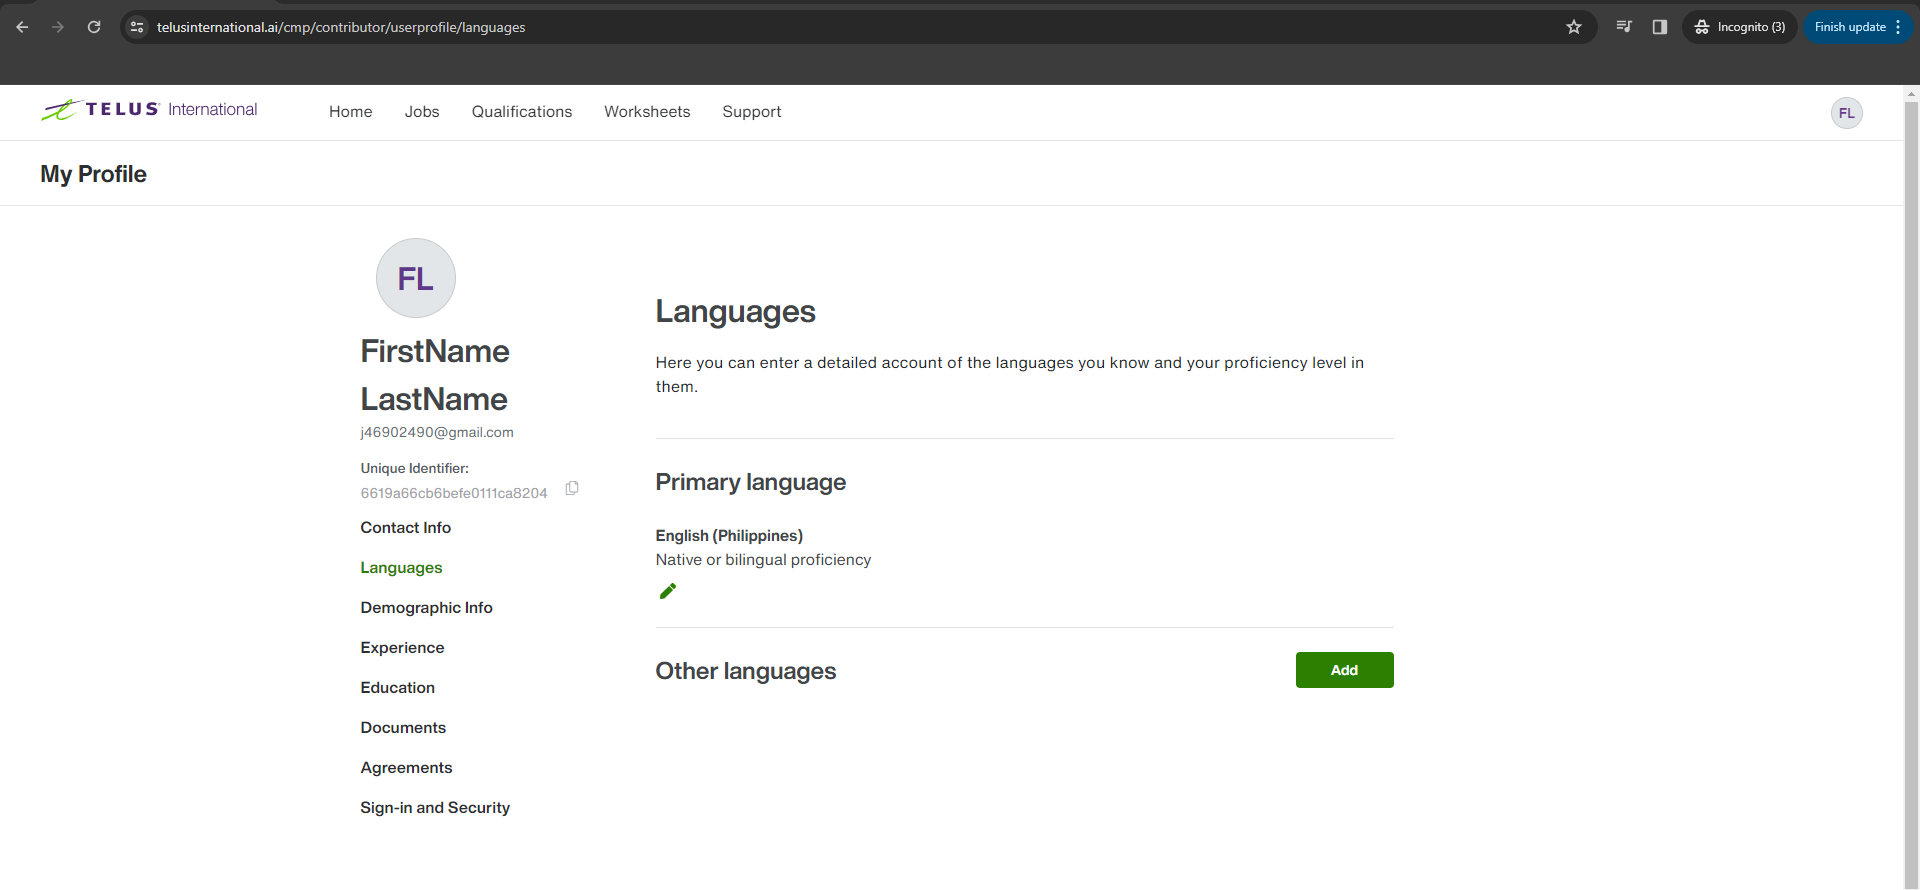 telusinternational.ai/cmp/contributor/userprofile/languages
Incognito (3)
Finish update
TELUS International
Home
Jobs
Qualifications
Worksheets
Support
FL
My Profile
FL
FirstName
LastName
j46902490@gmail.com
Unique Identifier:
6619a66cb6befe0111ca8204
Contact Info
Languages
Demographic Info
Experience
Education
Documents
Agreements
Sign-in and Security
Languages
Here you can enter a detailed account of the languages you know and your proficiency level in
them.
Primary language
English (Philippines)
Native or bilingual proficiency
Other languages
Add